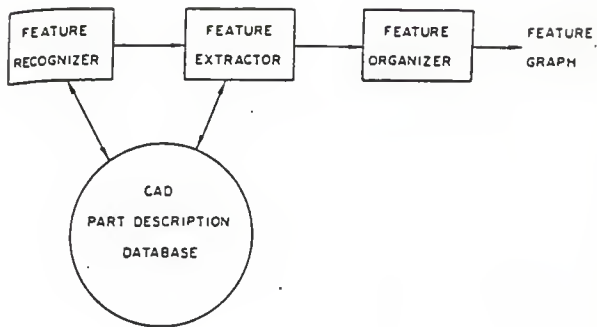 FEATURE
RECOGNIZER
FEATURE
EXTRACTOR
FEATURE
ORGANIZER
FEATURE
GRAPH
CAD
PART DESCRIPTION
DATABASE